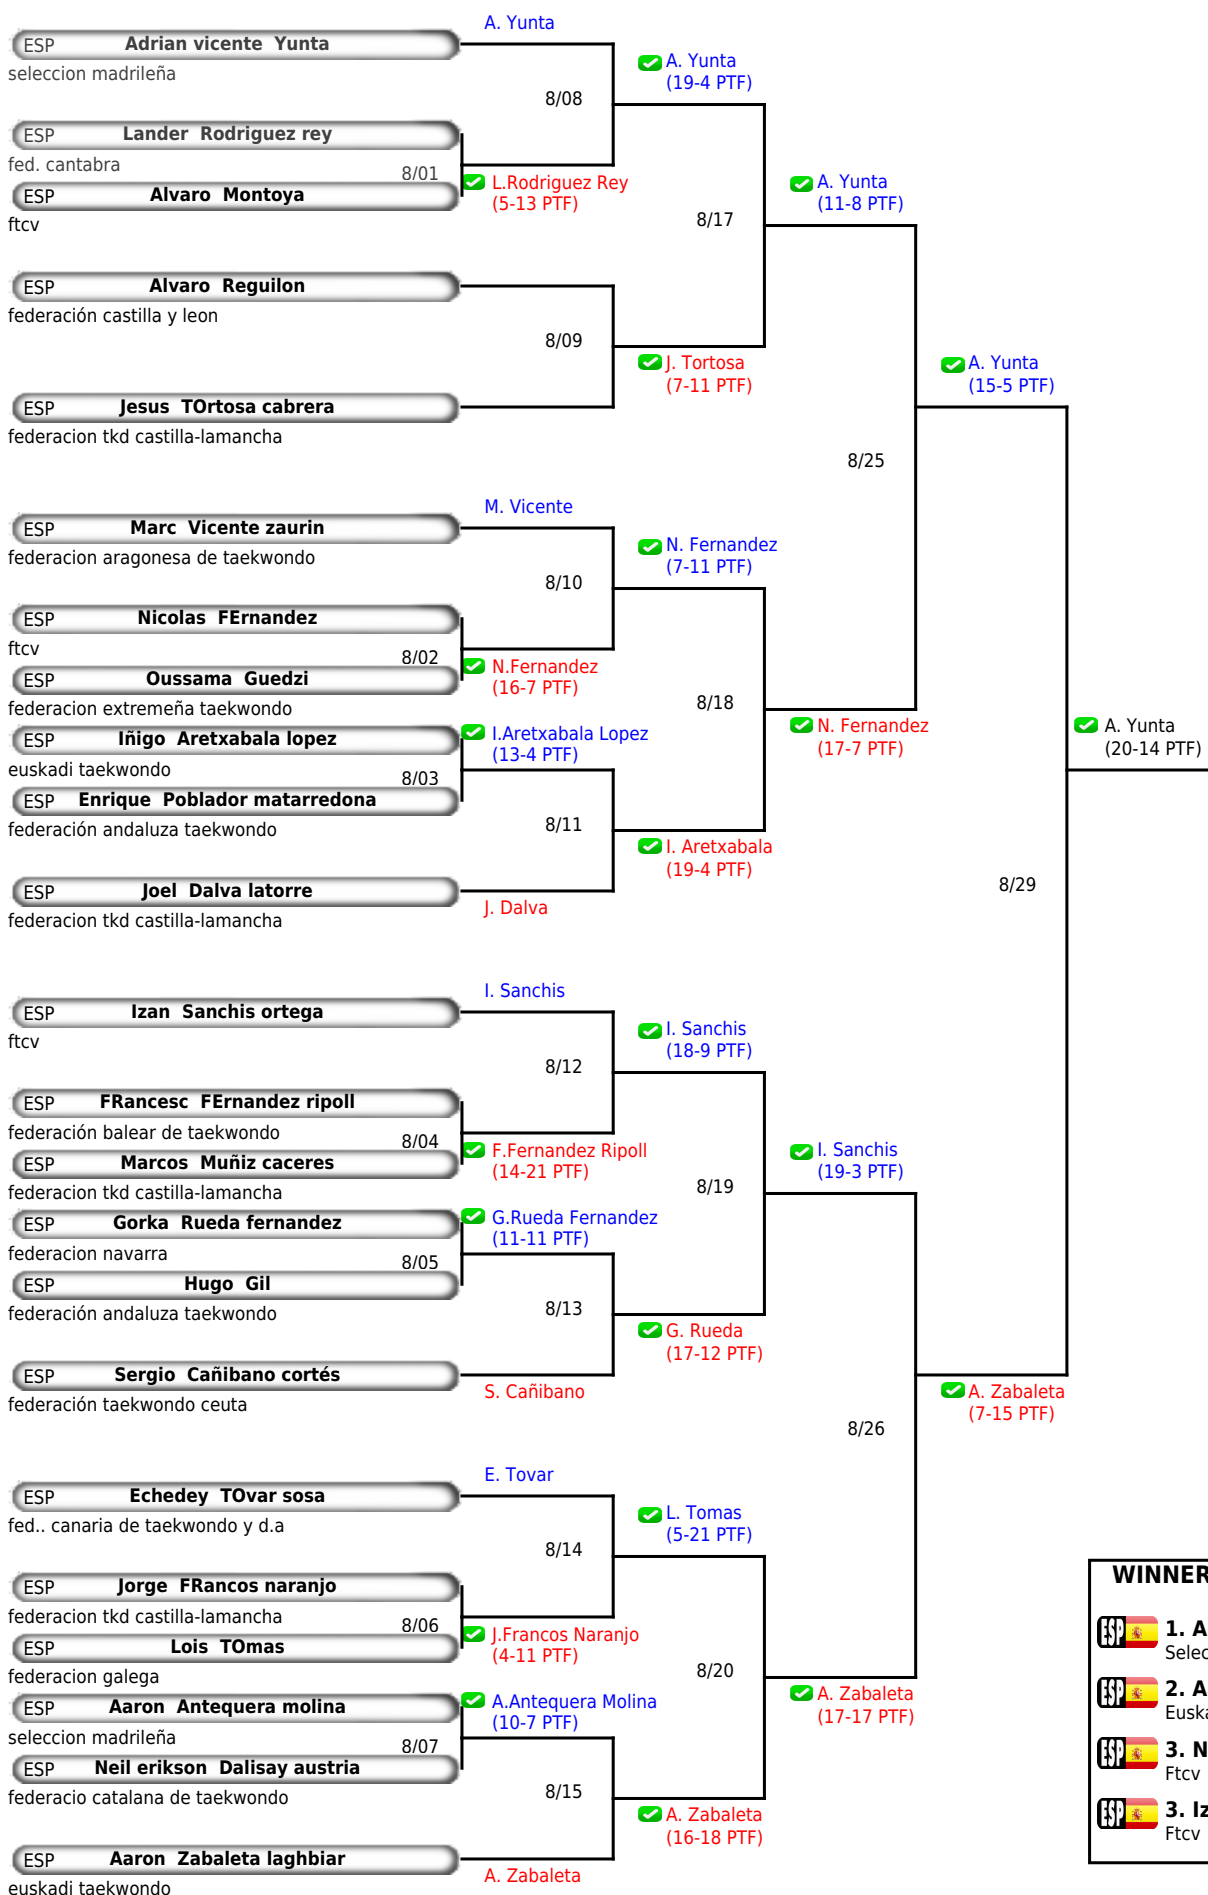 A. Yunta
ESP Adrian vicente Yunta
seleccion madrileña
A. Yunta
(19-4 PTF)
8/08
ESP Lander Rodriguez rey
fed. cantabra
8/01
L.Rodriguez Rey
(5-13 PTF)
ESP Alvaro Montoya
ftcv
A. Yunta
(11-8 PTF)
8/17
ESP Alvaro Reguilon
federación castilla y leon
8/09
J. Tortosa
(7-11 PTF)
A. Yunta
(15-5 PTF)
ESP Jesus TOrtosa cabrera
federacion tkd castilla-lamancha
8/25
M. Vicente
ESP Marc Vicente zaurin
federacion aragonesa de taekwondo
N. Fernandez
(7-11 PTF)
8/10
ESP Nicolas FErnandez
ftcv
8/02
N.Fernandez
(16-7 PTF)
ESP Oussama Guedzi
federacion extremeña taekwondo
8/18
ESP Iñigo Aretxabala lopez
euskadi taekwondo
I.Aretxabala Lopez
(13-4 PTF)
N. Fernandez
(17-7 PTF)
A. Yunta
(20-14 PTF)
8/03
ESP Enrique Poblador matarredona
federación andaluza taekwondo
8/11
I. Aretxabala
(19-4 PTF)
8/29
ESP Joel Dalva latorre
federacion tkd castilla-lamancha
J. Dalva
I. Sanchis
ESP Izan Sanchis ortega
ftcv
I. Sanchis
(18-9 PTF)
8/12
ESP FRancesc FErnandez ripoll
federación balear de taekwondo
8/04
F.Fernandez Ripoll
(14-21 PTF)
ESP Marcos Muñiz caceres
federacion tkd castilla-lamancha
I. Sanchis
(19-3 PTF)
8/19
ESP Gorka Rueda fernandez
federacion navarra
G.Rueda Fernandez
(11-11 PTF)
8/05
ESP Hugo Gil
federación andaluza taekwondo
8/13
G. Rueda
(17-12 PTF)
ESP Sergio Cañibano cortés
federación taekwondo ceuta
S. Cañibano
A. Zabaleta
(7-15 PTF)
8/26
E. Tovar
ESP Echedey TOvar sosa
fed.. canaria de taekwondo y d.a
L. Tomas
(5-21 PTF)
8/14
ESP Jorge FRancos naranjo
federacion tkd castilla-lamancha
8/06
J.Francos Naranjo
(4-11 PTF)
ESP Lois TOmas
federacion galega
8/20
ESP Aaron Antequera molina
seleccion madrileña
A.Antequera Molina
(10-7 PTF)
A. Zabaleta
(17-17 PTF)
8/07
ESP Neil erikson Dalisay austria
federacio catalana de taekwondo
8/15
A. Zabaleta
(16-18 PTF)
ESP Aaron Zabaleta laghbiar
euskadi taekwondo
A. Zabaleta
WINNER
ESP 1. A
Selec
ESP 2. A
Euska
ESP 3. N
Ftcv
ESP 3. Iz
Ftcv